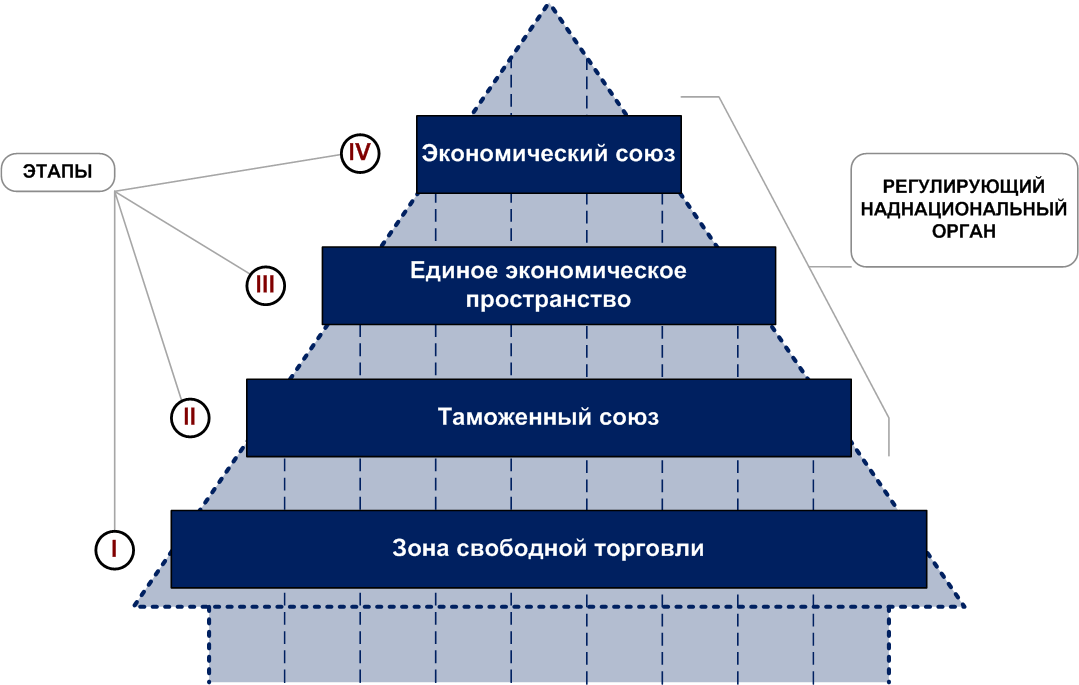 IV
Экономический союз
ЭТАПЫ
РЕГУЛИРУЮЩИЙ
НАДНАЦИОНАЛЬНЫЙ
ОРГАН
III
Единое экономическое
пространство
II
Таможенный союз
I
Зона свободной торговли